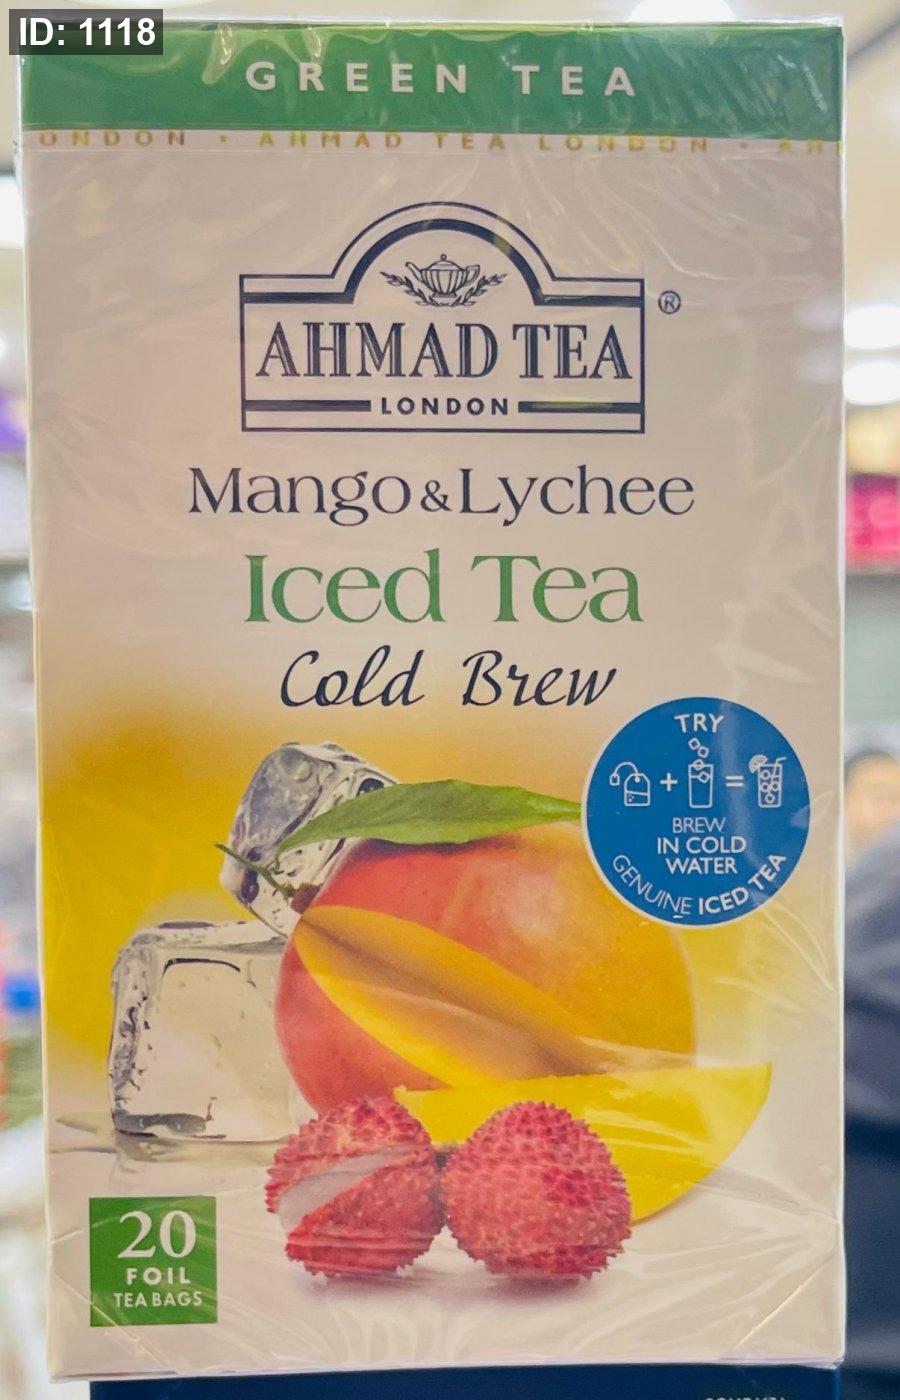 ID: 1118
GREEN TEA
ONDON • AHMAD TEA LONDON • AH
AHMAD TEA ®
LONDON
Mango & Lychee
Iced Tea
Cold Brew
TRY
+ =
BREW
IN COLD
WATER
GENUINE ICED TEA
20
FOIL
TEA BAGS